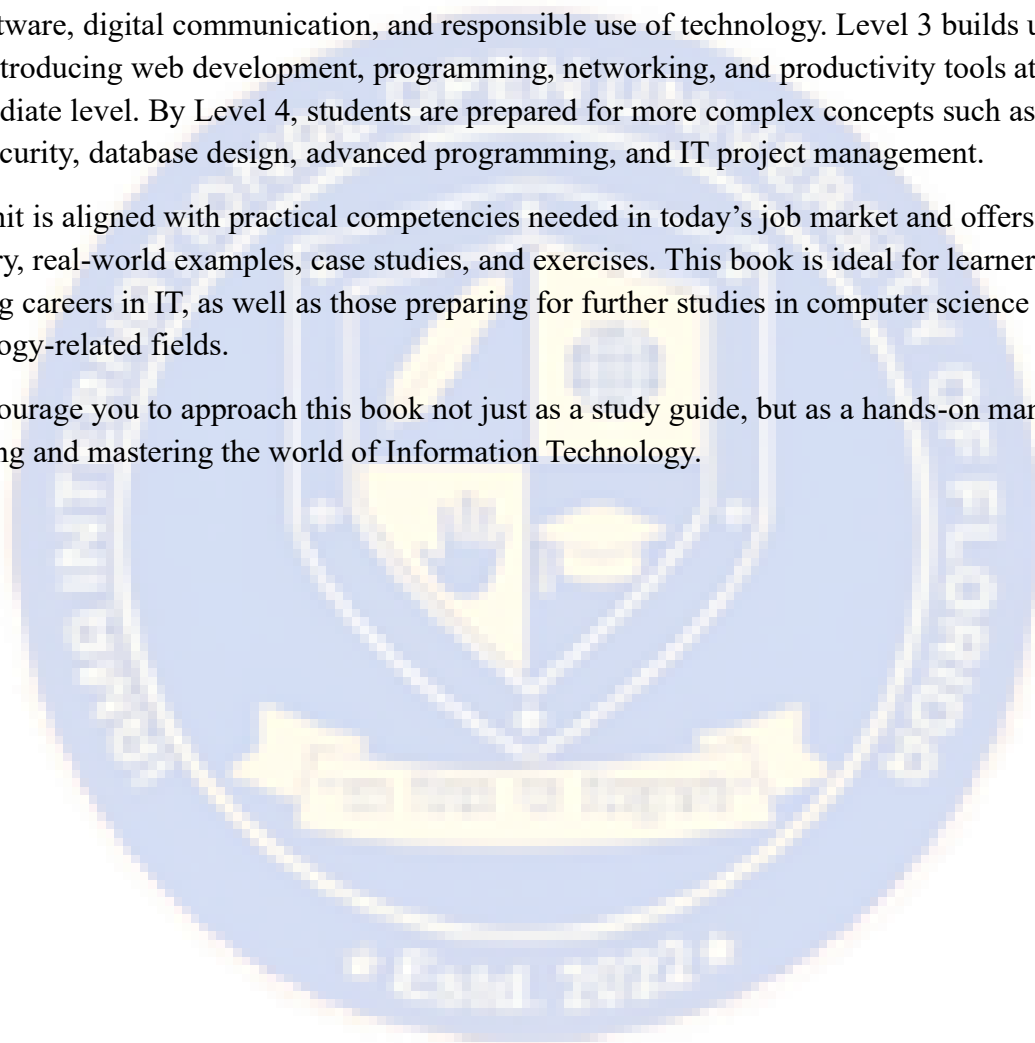 tware, digital communication, and responsible use of technology. Level 3 builds u
troducing web development, programming, networking, and productivity tools at
diate level. By Level 4, students are prepared for more complex concepts such as
curity, database design, advanced programming, and IT project management.
nit is aligned with practical competencies needed in today's job market and offers
ry, real-world examples, case studies, and exercises. This book is ideal for learner
g careers in IT, as well as those preparing for further studies in computer science
ogy-related fields.
ourage you to approach this book not just as a study guide, but as a hands-on man
ng and mastering the world of Information Technology.
OF FLORIDA
Estd. 2022